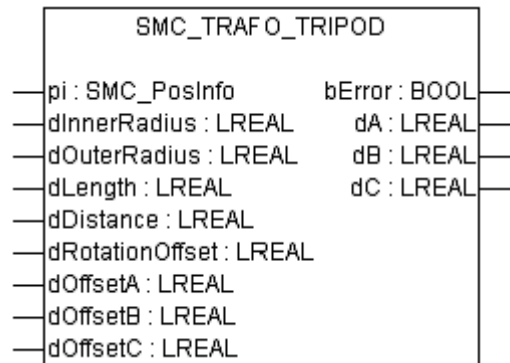 SMC_TRAFO_TRIPOD
pi : SMC_PosInfo bError : BOOL
dInnerRadius : LREAL dA : LREAL
dOuterRadius : LREAL dB : LREAL
dLength : LREAL dC : LREAL
dDistance : LREAL
dRotationOffset : LREAL
dOffsetA : LREAL
dOffsetB : LREAL
dOffsetC : LREAL